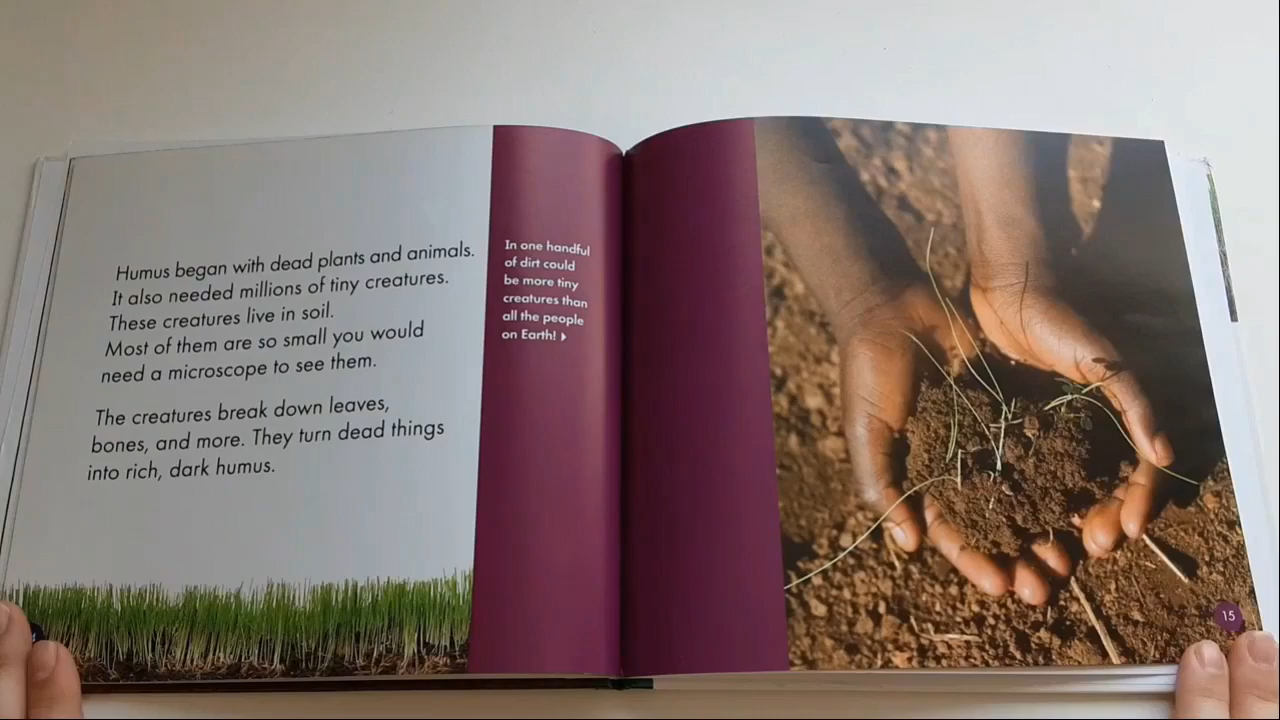 Humus began with dead plants and animals.
It also needed millions of tiny creatures.
These creatures live in soil.
Most of them are so small you would
need a microscope to see them.
The creatures break down leaves,
bones, and more. They turn dead things
into rich, dark humus.
In one handful
of dirt could
be more tiny
creatures than
all the people
on Earth!
15